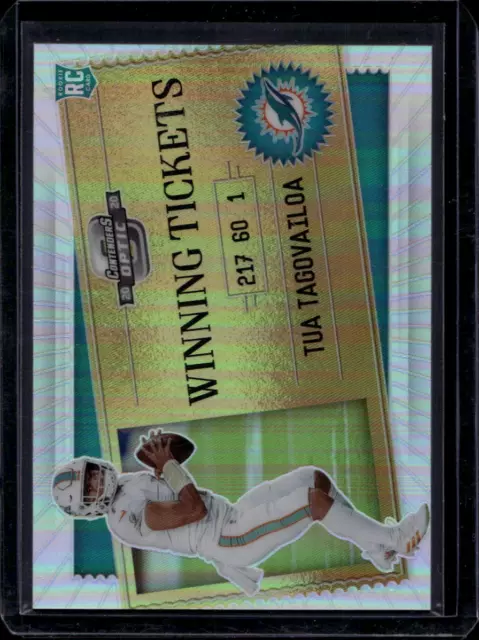 ROOKIE
RC
CARD
20 CONTENDERS 20
OPTIC
WINNING TICKETS
217 60 1
TUA TAGOVAILOA